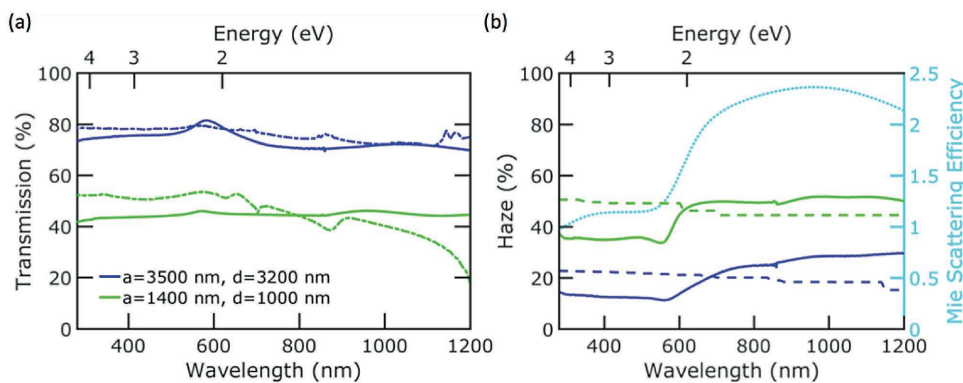 (a)
Energy (eV)
4 3 2
100
80
60
40
20
0
Transmission (%)
a=3500 nm, d=3200 nm
a=1400 nm, d=1000 nm
400 600 800 1000 1200
Wavelength (nm)
(b)
Energy (eV)
4 3 2
100
80
60
40
20
0
Haze (%)
2.5
2
1.5
1
0.5
0
Mie Scattering Efficiency
400 600 800 1000 1200
Wavelength (nm)